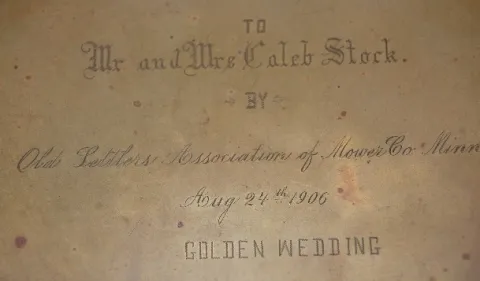 TO
Mr and Mrs Caleb Stock.
BY
Old Settlers Association of Mower Co Minn
Aug 24th 1906
GOLDEN WEDDING